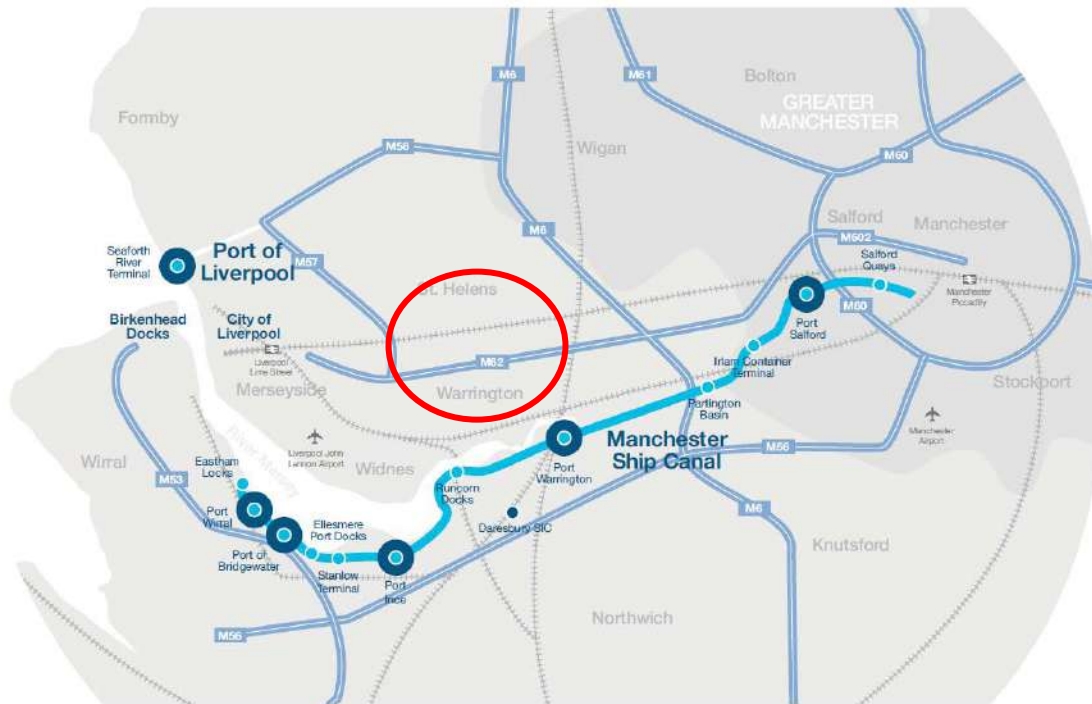 M6
M61
Bolton
GREATER
MANCHESTER
Formby
M58
Wigan
M60
M6
Salford
Manchester
M602
Seaforth
River
Terminal
Port of
Liverpool
M57
Salford
Quays
St. Helens
Manchester
Piccadilly
M60
Birkenhead
Docks
City of
Liverpool
Port
Salford
Liverpool
Lime Street
M62
Irlam Container
Terminal
Merseyside
Warrington
Stockport
Partington
Basin
Manchester
Ship Canal
M56
Manchester
Airport
Liverpool John
Lennon Airport
River Mersey
Wirral
Eastham
Locks
Widnes
Port
Warrington
M53
Runcorn
Docks
Port
Wirral
Ellesmere
Port Docks
Daresbury SIC
M6
Port of
Bridgewater
Stanlow
Terminal
Port
Ince
Knutsford
Northwich
M56